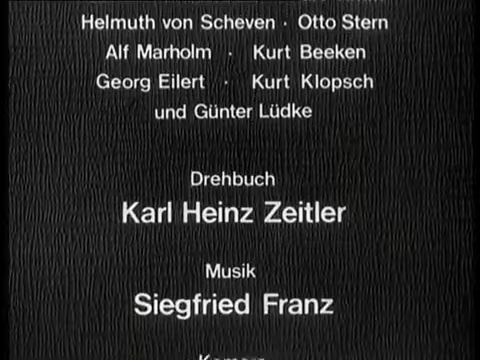 Helmuth von Scheven · Otto Stern
Alf Marholm · Kurt Beeken
Georg Eilert · Kurt Klopsch
und Günter Lüdke
Drehbuch
Karl Heinz Zeitler
Musik
Siegfried Franz